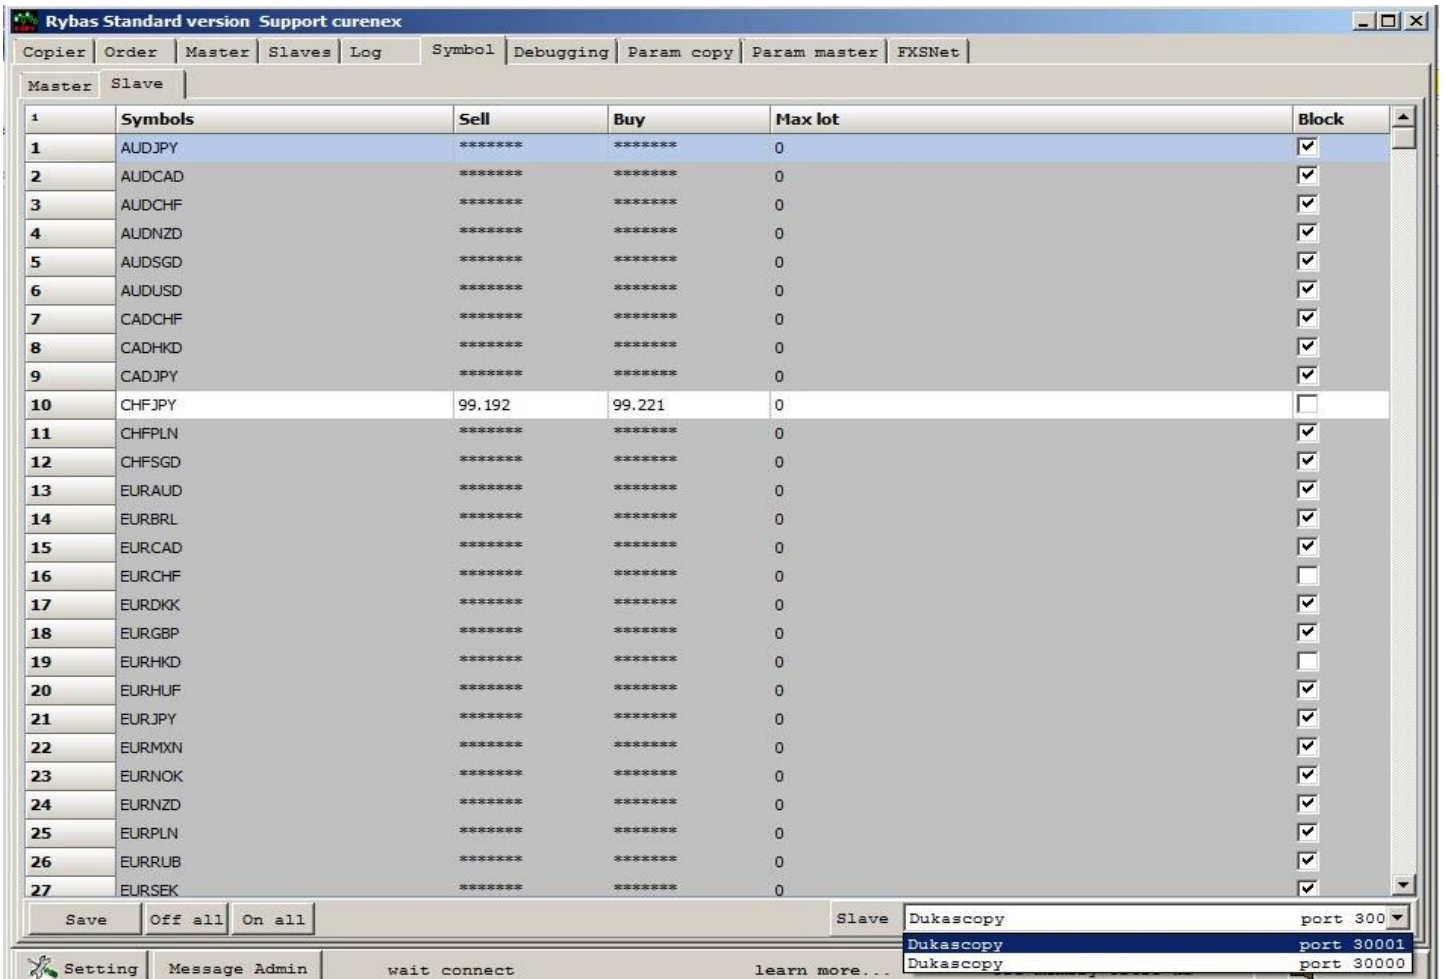 Rybas Standard version Support curenex
Copier Order Master Slaves Log Symbol Debugging Param copy Param master FXSNet
Master Slave
1 Symbols Sell Buy Max lot Block
1 AUDJPY ******* ******* 0
2 AUDCAD ******* ******* 0
3 AUDCHF ******* ******* 0
4 AUDNZD ******* ******* 0
5 AUDSGD ******* ******* 0
6 AUDUSD ******* ******* 0
7 CADCHF ******* ******* 0
8 CADHKD ******* ******* 0
9 CADJPY ******* ******* 0
10 CHFJPY 99.192 99.221 0
11 CHFPLN ******* ******* 0
12 CHFSGD ******* ******* 0
13 EURAUD ******* ******* 0
14 EURBRL ******* ******* 0
15 EURCAD ******* ******* 0
16 EURCHF ******* ******* 0
17 EURDKK ******* ******* 0
18 EURGBP ******* ******* 0
19 EURHKD ******* ******* 0
20 EURHUF ******* ******* 0
21 EURJPY ******* ******* 0
22 EURMXN ******* ******* 0
23 EURNOK ******* ******* 0
24 EURNZD ******* ******* 0
25 EURPLN ******* ******* 0
26 EURRUB ******* ******* 0
27 EURSEK ******* ******* 0
Save Off all On all Slave Dukascopy port 300
Dukascopy port 30001
Dukascopy port 30000
Setting Message Admin wait connect learn more...